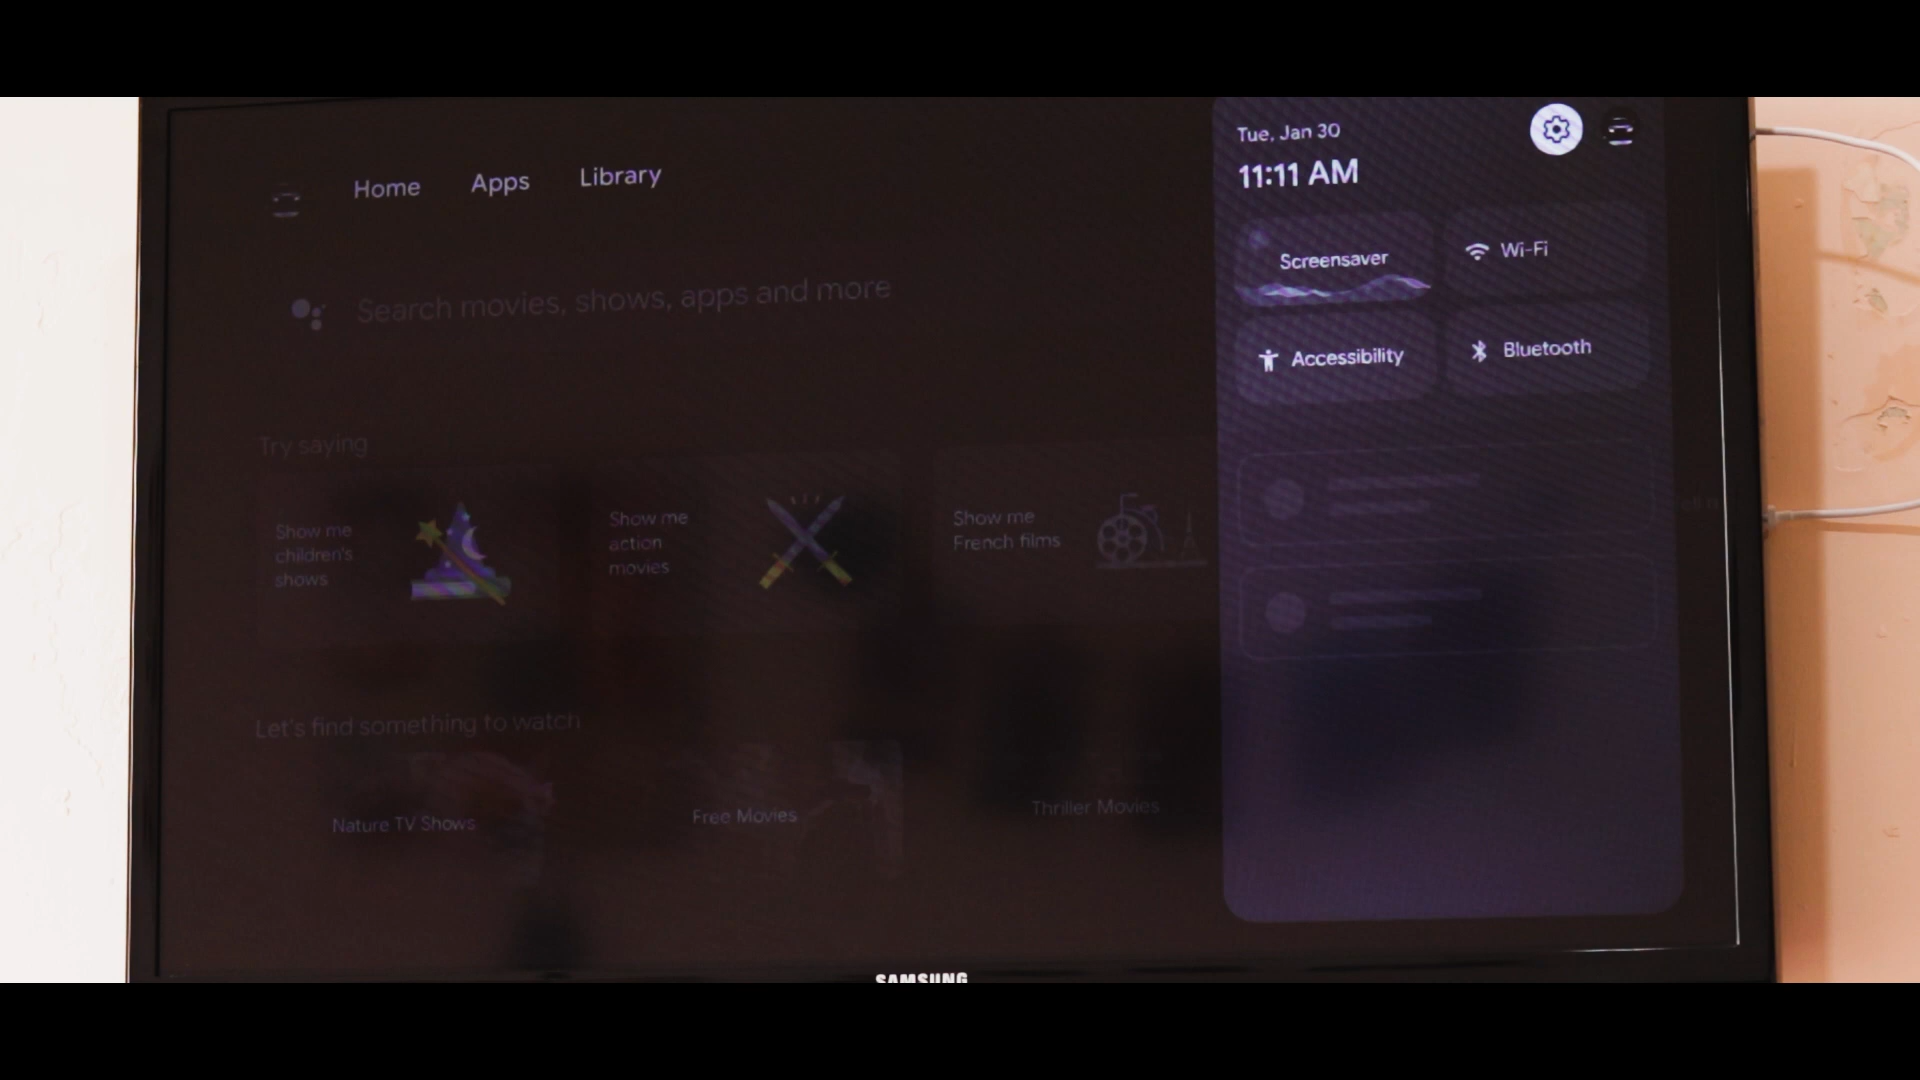 Home Apps Library
Search movies, shows, apps and more
Try saying
Show me
children's
shows
Show me
action
movies
Show me
French films
Let's find something to watch
Nature TV Shows
Free Movies
Thriller Movies
Tue, Jan 30
11:11 AM
Screensaver
Wi-Fi
Accessibility
Bluetooth
SAMSUNG